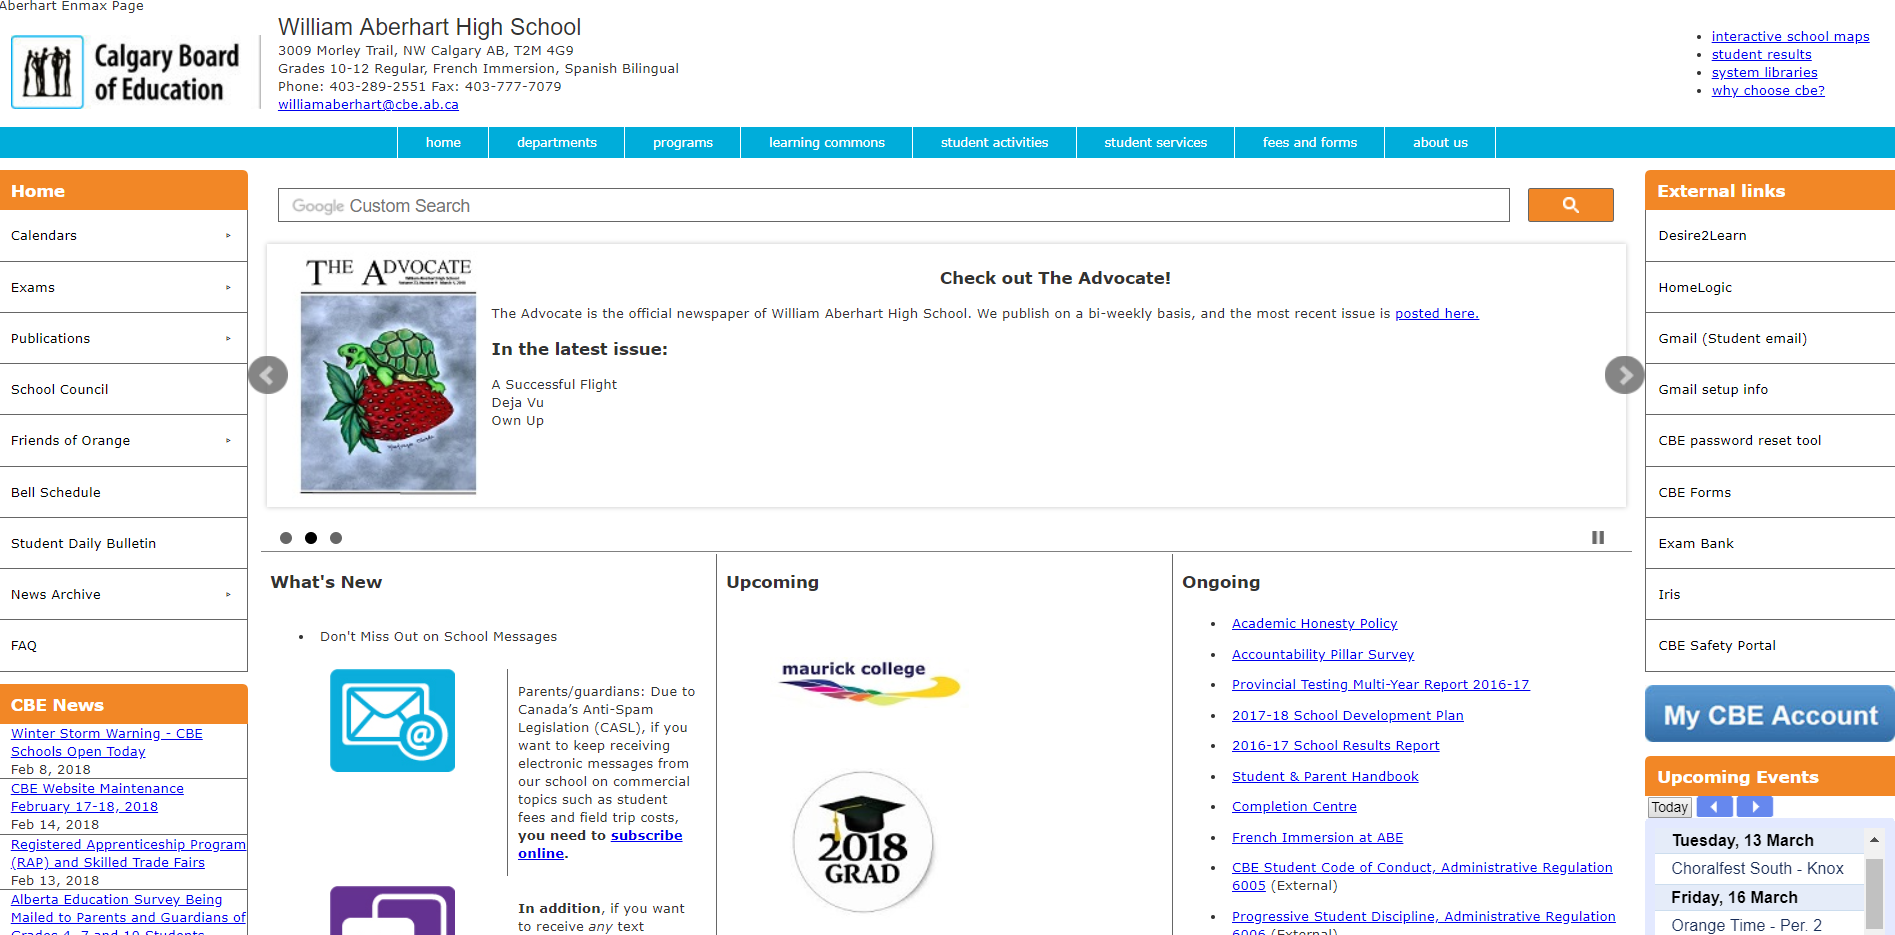 Aberhart Enmax Page
Calgary Board
of Education
William Aberhart High School
3009 Morley Trail, NW Calgary AB, T2M 4G9
Grades 10-12 Regular, French Immersion, Spanish Bilingual
Phone: 403-289-2551 Fax: 403-777-7079
williamaberhart@cbe.ab.ca
interactive school maps
student results
system libraries
why choose cbe?
home departments programs learning commons student activities student services fees and forms about us
Home
Calendars
Exams
Publications
School Council
Friends of Orange
Bell Schedule
Student Daily Bulletin
News Archive
FAQ
CBE News
Winter Storm Warning - CBE
Schools Open Today
Feb 8, 2018
CBE Website Maintenance
February 17-18, 2018
Feb 14, 2018
Registered Apprenticeship Program
(RAP) and Skilled Trade Fairs
Feb 13, 2018
Alberta Education Survey Being
Mailed to Parents and Guardians of
Grades 4, 7 and 10 Students
Google Custom Search
THE ADVOCATE
William Aberhart High School
Check out The Advocate!
The Advocate is the official newspaper of William Aberhart High School. We publish on a bi-weekly basis, and the most recent issue is posted here.
In the latest issue:
A Successful Flight
Deja Vu
Own Up
What's New
Don't Miss Out on School Messages
Parents/guardians: Due to
Canada’s Anti-Spam
Legislation (CASL), if you
want to keep receiving
electronic messages from
our school on commercial
topics such as student
fees and field trip costs,
you need to subscribe
online.
In addition, if you want
to receive any text
Upcoming
maurick college
2018
GRAD
Ongoing
Academic Honesty Policy
Accountability Pillar Survey
Provincial Testing Multi-Year Report 2016-17
2017-18 School Development Plan
2016-17 School Results Report
Student & Parent Handbook
Completion Centre
French Immersion at ABE
CBE Student Code of Conduct, Administrative Regulation
6005 (External)
Progressive Student Discipline, Administrative Regulation
6006 (External)
External links
Desire2Learn
HomeLogic
Gmail (Student email)
Gmail setup info
CBE password reset tool
CBE Forms
Exam Bank
Iris
CBE Safety Portal
My CBE Account
Upcoming Events
Today
Tuesday, 13 March
Choralfest South - Knox
Friday, 16 March
Orange Time - Per. 2